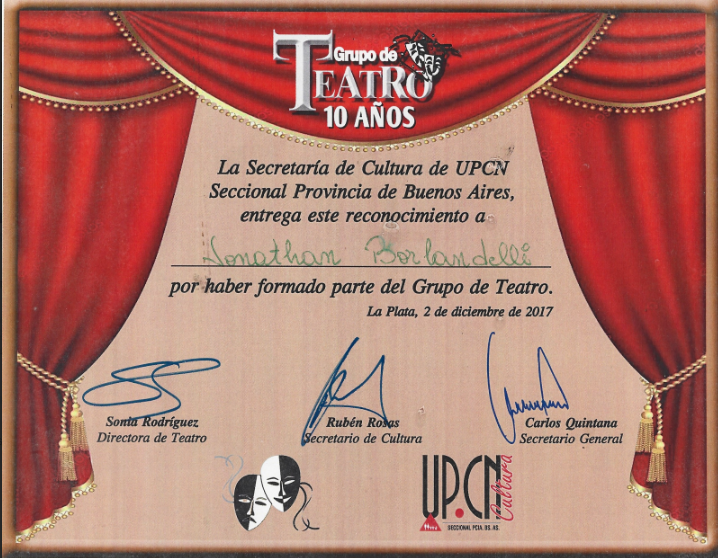 Grupo de
TEATRO
10 AÑOS
La Secretaría de Cultura de UPCN
Seccional Provincia de Buenos Aires,
entrega este reconocimiento a
Jonathan Borlandelli
por haber formado parte del Grupo de Teatro.
La Plata, 2 de diciembre de 2017
Sonia Rodríguez
Directora de Teatro
Rubén Rosas
Secretario de Cultura
Carlos Quintana
Secretario General
UPCN
Cultura
SECCIONAL PCIA. BS. AS.